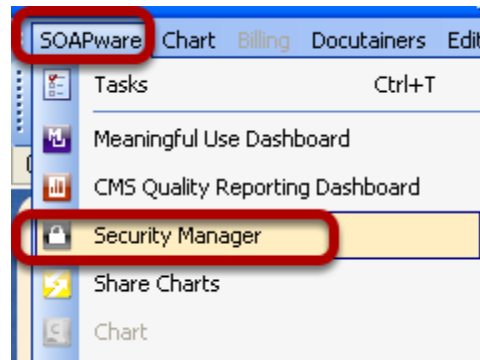 SOAPware Chart Billing Docutainers Edit
Tasks Ctrl+T
Meaningful Use Dashboard
CMS Quality Reporting Dashboard
Security Manager
Share Charts
Chart